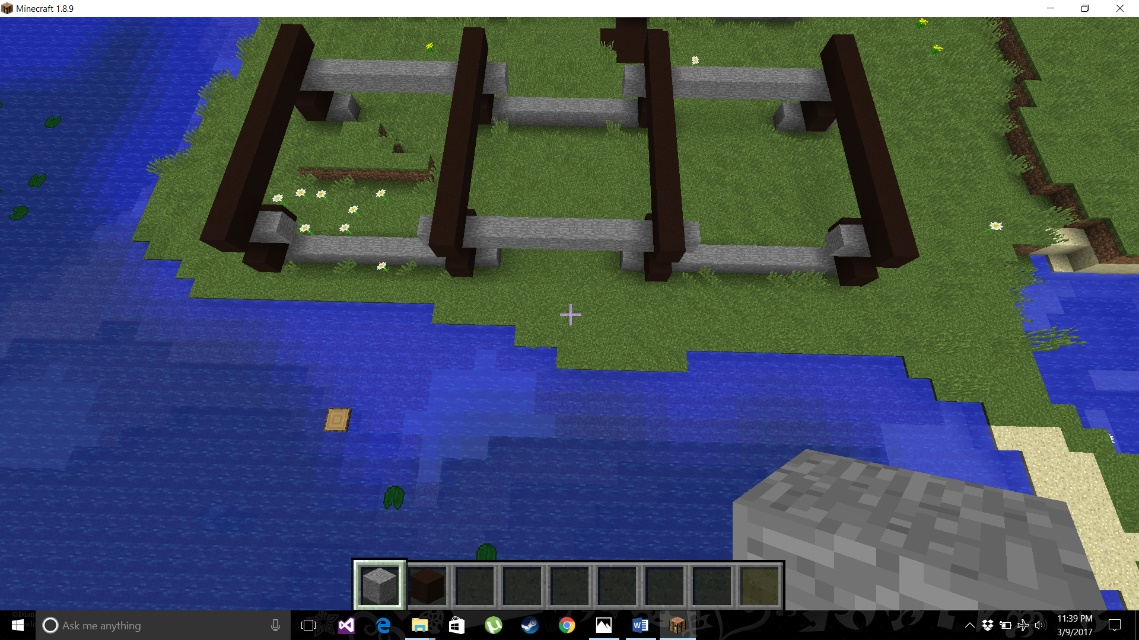 Minecraft 1.8.9
Ask me anything
11:39 PM
3/9/2017